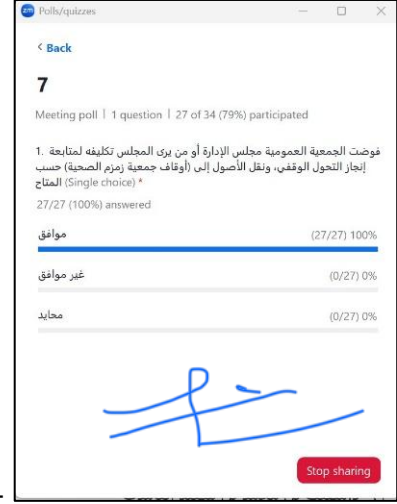 Polls/quizzes
Back
7
Meeting poll | 1 question | 27 of 34 (79%) participated
1. فوضت الجمعية العمومية مجلس الإدارة أو من يرى المجلس تكليفه لمتابعة
إنجاز التحول الوقفي، ونقل الأصول إلى (أوقاف جمعية زمزم الصحية) حسب
المتاح (Single choice) *
27/27 (100%) answered
موافق (27/27) 100%
غير موافق (0/27) 0%
محايد (0/27) 0%
Stop sharing